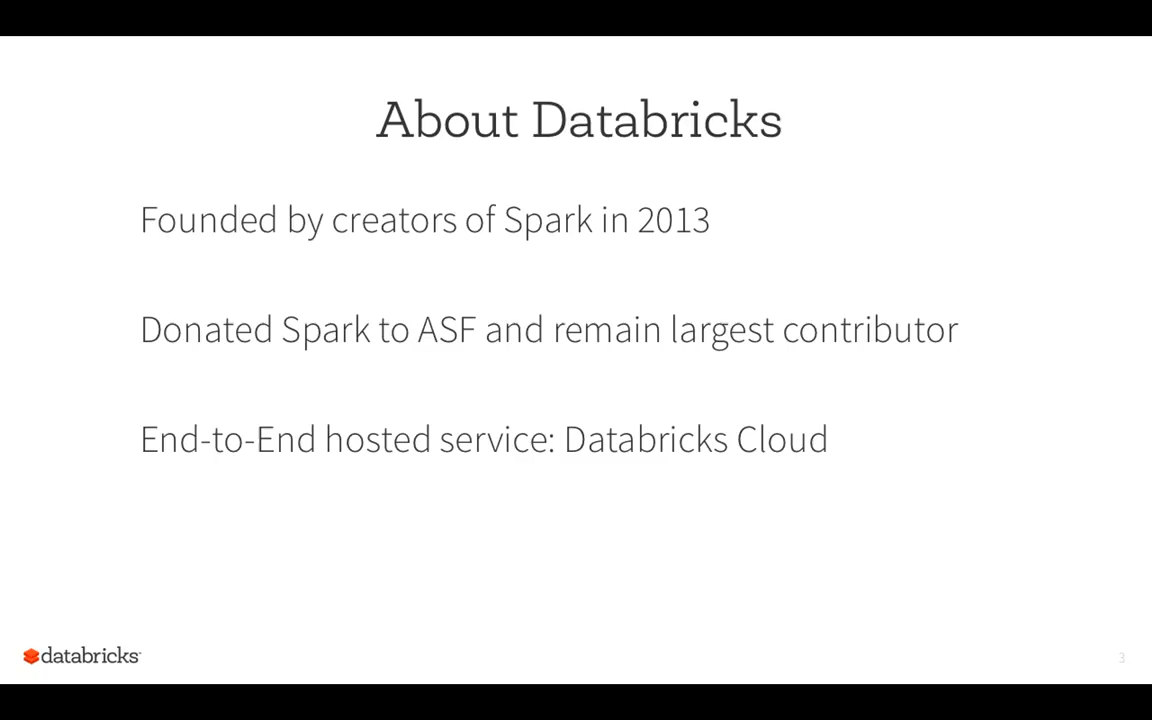 About Databricks
Founded by creators of Spark in 2013
Donated Spark to ASF and remain largest contributor
End-to-End hosted service: Databricks Cloud
databricks
3